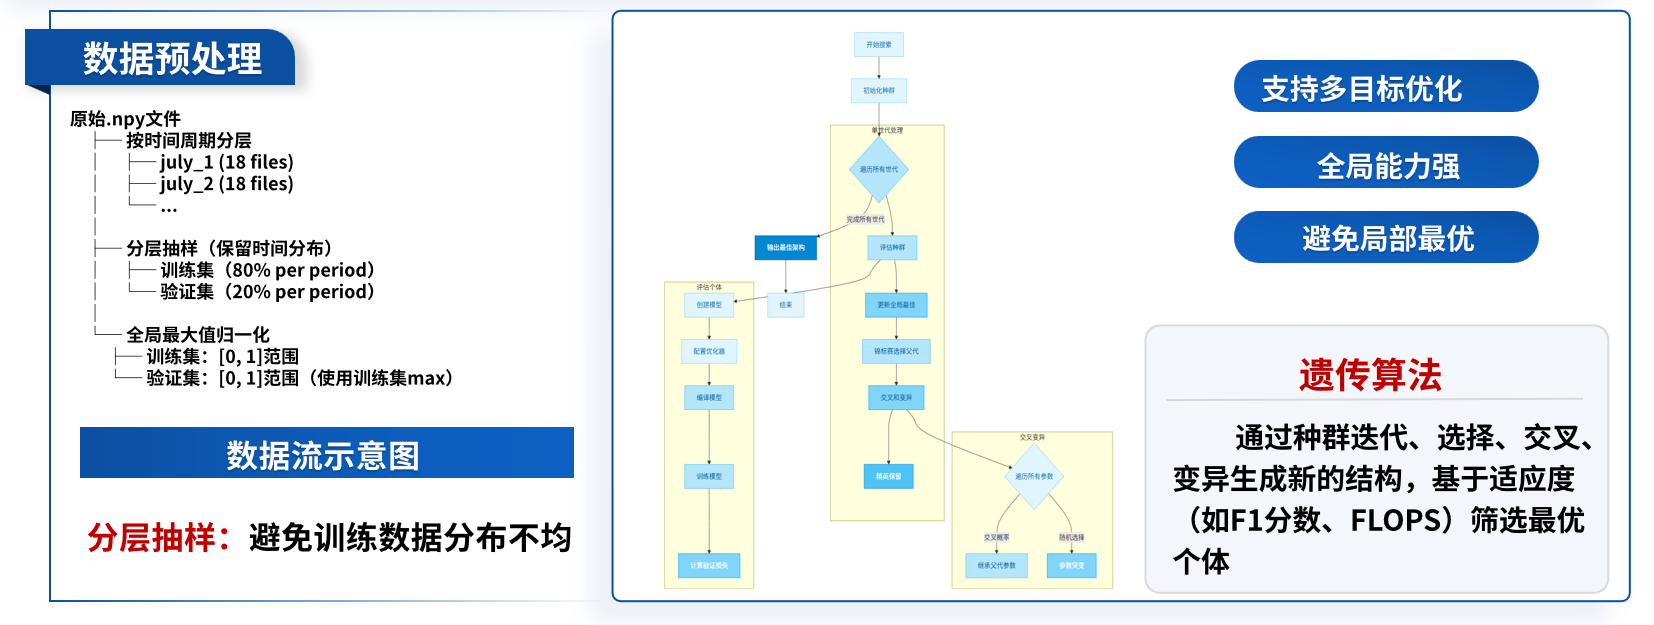 数据预处理
原始.npy文件
按时间周期分层
july_1 (18 files)
july_2 (18 files)
...
分层抽样（保留时间分布）
训练集（80% per period）
验证集（20% per period）
全局最大值归一化
训练集：[0, 1]范围
验证集：[0, 1]范围（使用训练集max）
数据流示意图
分层抽样：避免训练数据分布不均
开始搜索
初始化种群
单世代处理
遍历所有世代
完成所有世代
输出最佳架构
评估种群
评估个体
创建模型
结束
更新全局最佳
配置优化器
锦标赛选择父代
编译模型
交叉和变异
交叉变异
训练模型
精英保留
遍历所有参数
交叉概率
随机选择
计算验证损失
继承父代参数
参数突变
支持多目标优化
全局能力强
避免局部最优
遗传算法
通过种群迭代、选择、交叉、
变异生成新的结构，基于适应度
（如F1分数、FLOPS）筛选最优
个体